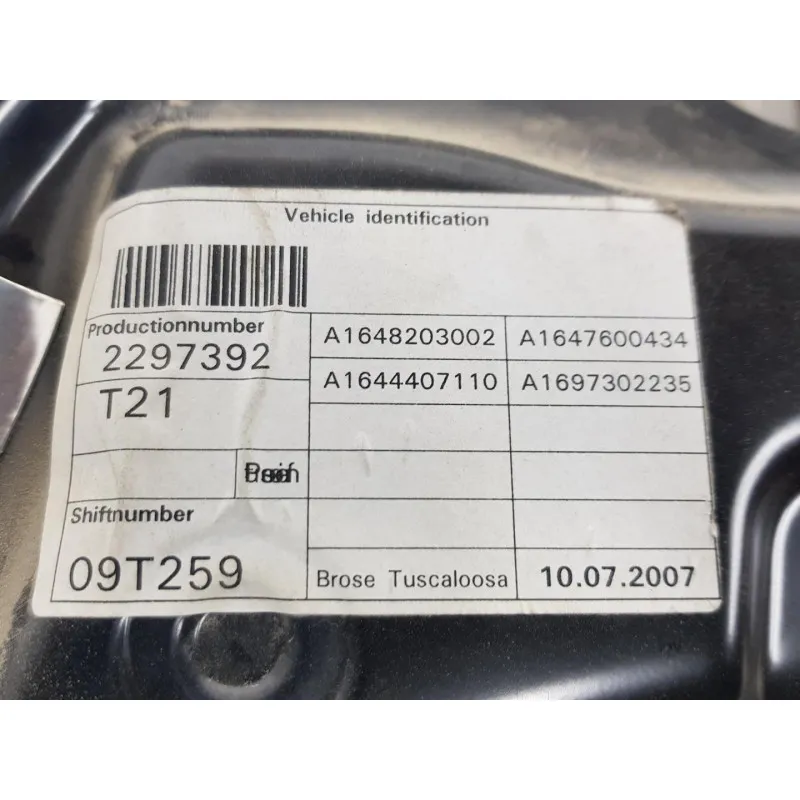 Vehicle identification
Productionnumber
2297392
A1648203002 A1647600434
T21
A1644407110 A1697302235
Shiftnumber
09T259
Brose Tuscaloosa 10.07.2007